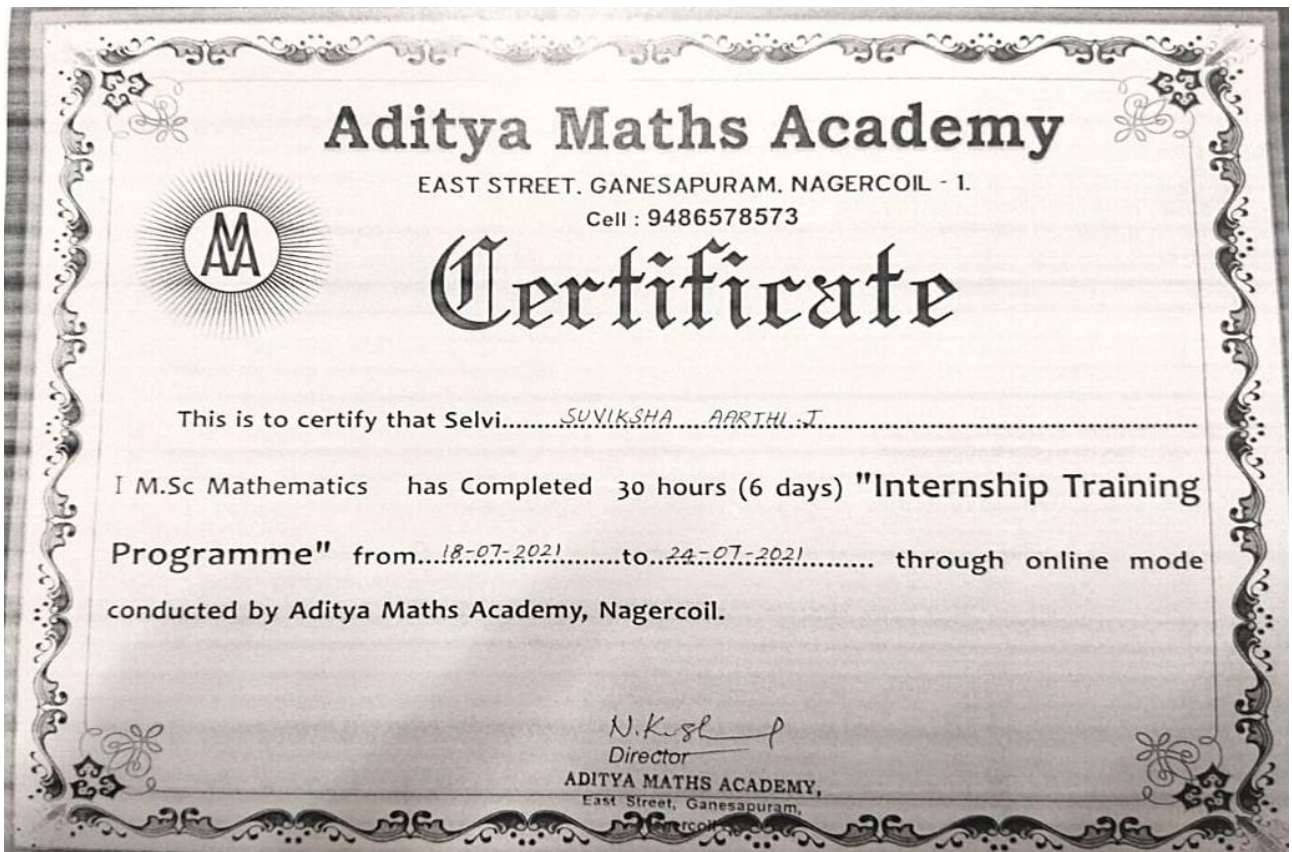 Aditya Maths Academy
EAST STREET. GANESAPURAM. NAGERCOIL - 1.
Cell : 9486578573
AMA
Certificate
This is to certify that Selvi.......SUVIKSHA AARTHI.J.......
I M.Sc Mathematics has Completed 30 hours (6 days) "Internship Training
Programme" from....18-07-2021.........to...24-07-2021......... through online mode
conducted by Aditya Maths Academy, Nagercoil.
Director
ADITYA MATHS ACADEMY,
East Street, Ganesapuram,